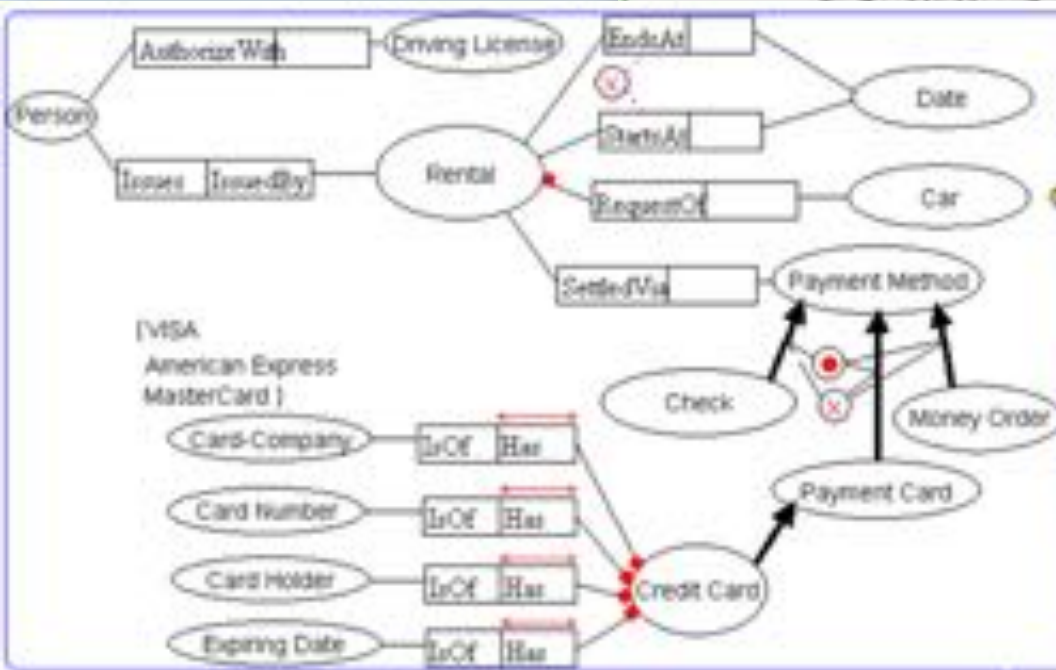 AuthorizeWith
Driving License
EndsAt
Person
Date
StartsAt
Issues IssuedBy
Rental
RequestOf
Car
SettledVia
Payment Method
{VISA
American Express
MasterCard }
Check
Money Order
Card-Company
IsOf Has
Payment Card
Card Number
IsOf Has
Card Holder
IsOf Has
Credit Card
Expiring Date
IsOf Has